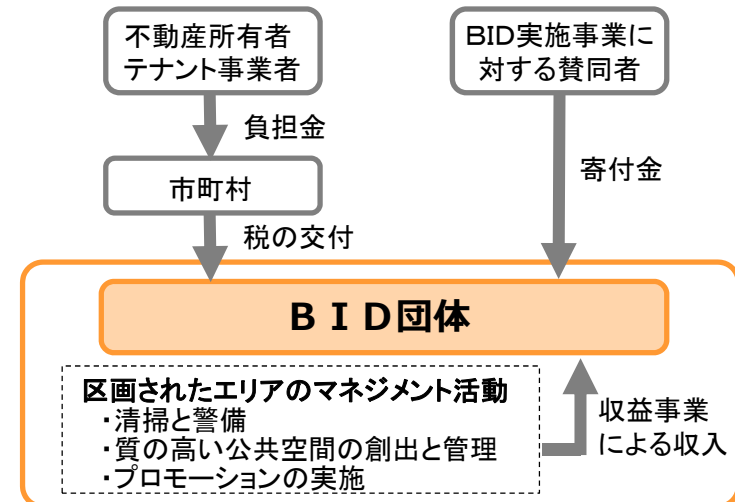 不動産所有者
テナント事業者
BID実施事業に
対する賛同者
負担金
寄付金
市町村
税の交付
ＢＩＤ団体
区画されたエリアのマネジメント活動
・清掃と警備
・質の高い公共空間の創出と管理
・プロモーションの実施
収益事業
による収入